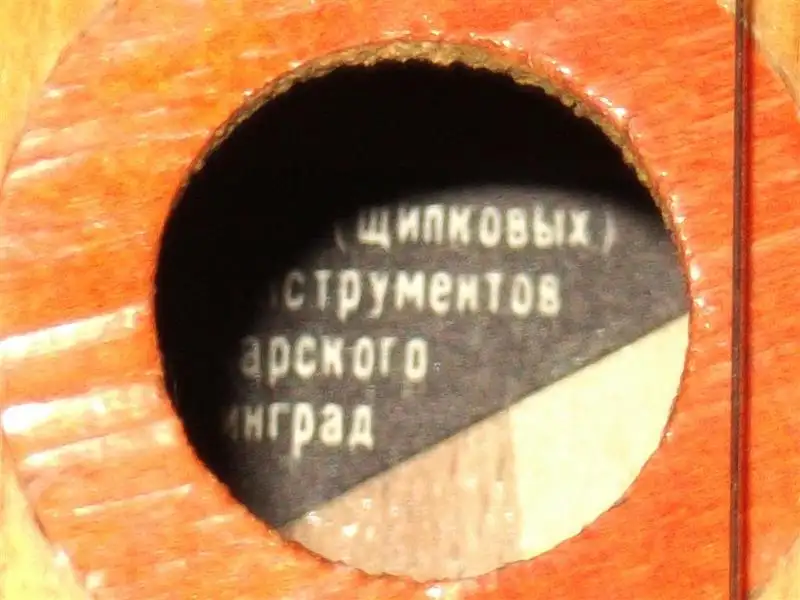 (щипковых)
струментов
арского
инград